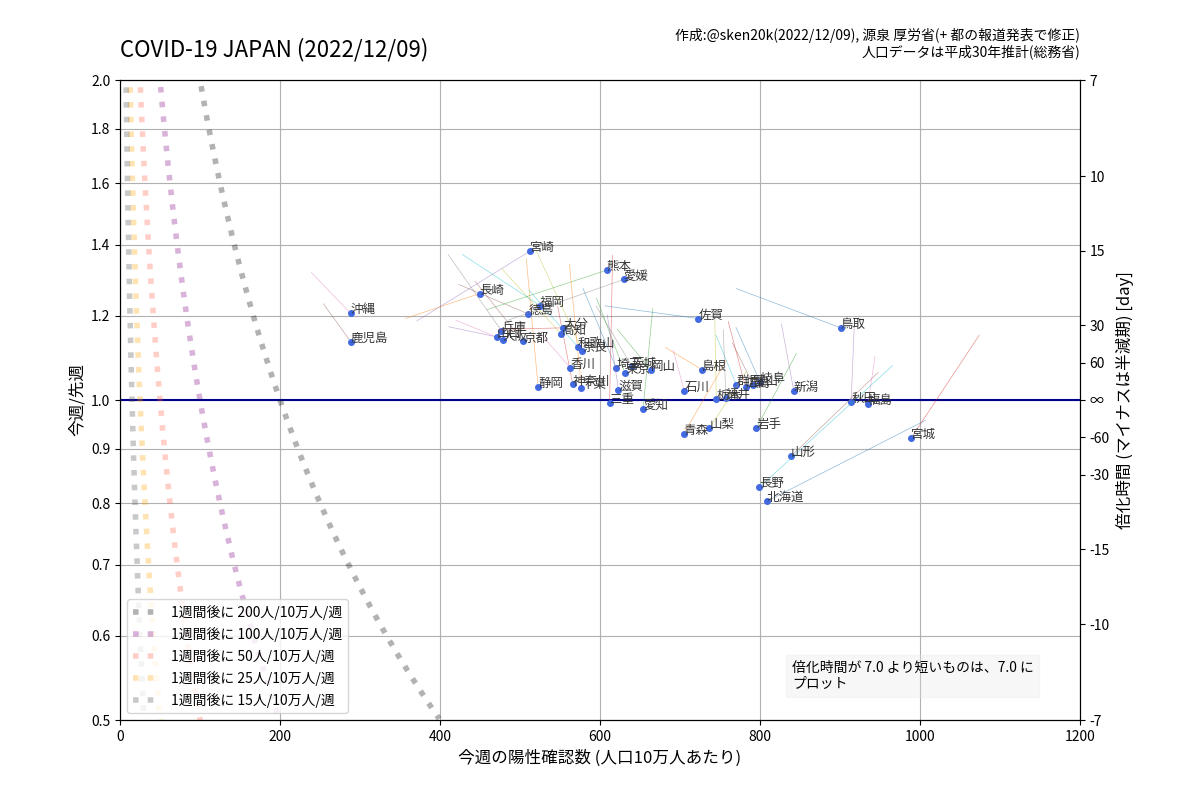 COVID-19 JAPAN (2022/12/09)
作成:@sken20k(2022/12/09), 源泉 厚労省(+ 都の報道発表で修正)
人口データは平成30年推計(総務省)
今週/先週
2.0
1.8
1.6
1.4
1.2
1.0
0.9
0.8
0.7
0.6
0.5
宮崎
熊本
愛媛
長崎
福岡
徳島
沖縄
佐賀
鳥取
兵庫
大分
高知
京都
鹿児島
和歌山
奈良
香川
茨城
岡山
島根
静岡
神奈川
千葉
滋賀
石川
新潟
三重
愛知
秋田
福島
青森
山梨
岩手
宮城
山形
長野
北海道
1週間後に 200人/10万人/週
1週間後に 100人/10万人/週
1週間後に 50人/10万人/週
1週間後に 25人/10万人/週
1週間後に 15人/10万人/週
倍化時間が 7.0 より短いものは、7.0 に
プロット
7
10
15
30
60
∞
-60
-30
-15
-10
-7
倍化時間 (マイナスは半減期) [day]
0
200
400
600
800
1000
1200
今週の陽性確認数 (人口10万人あたり)